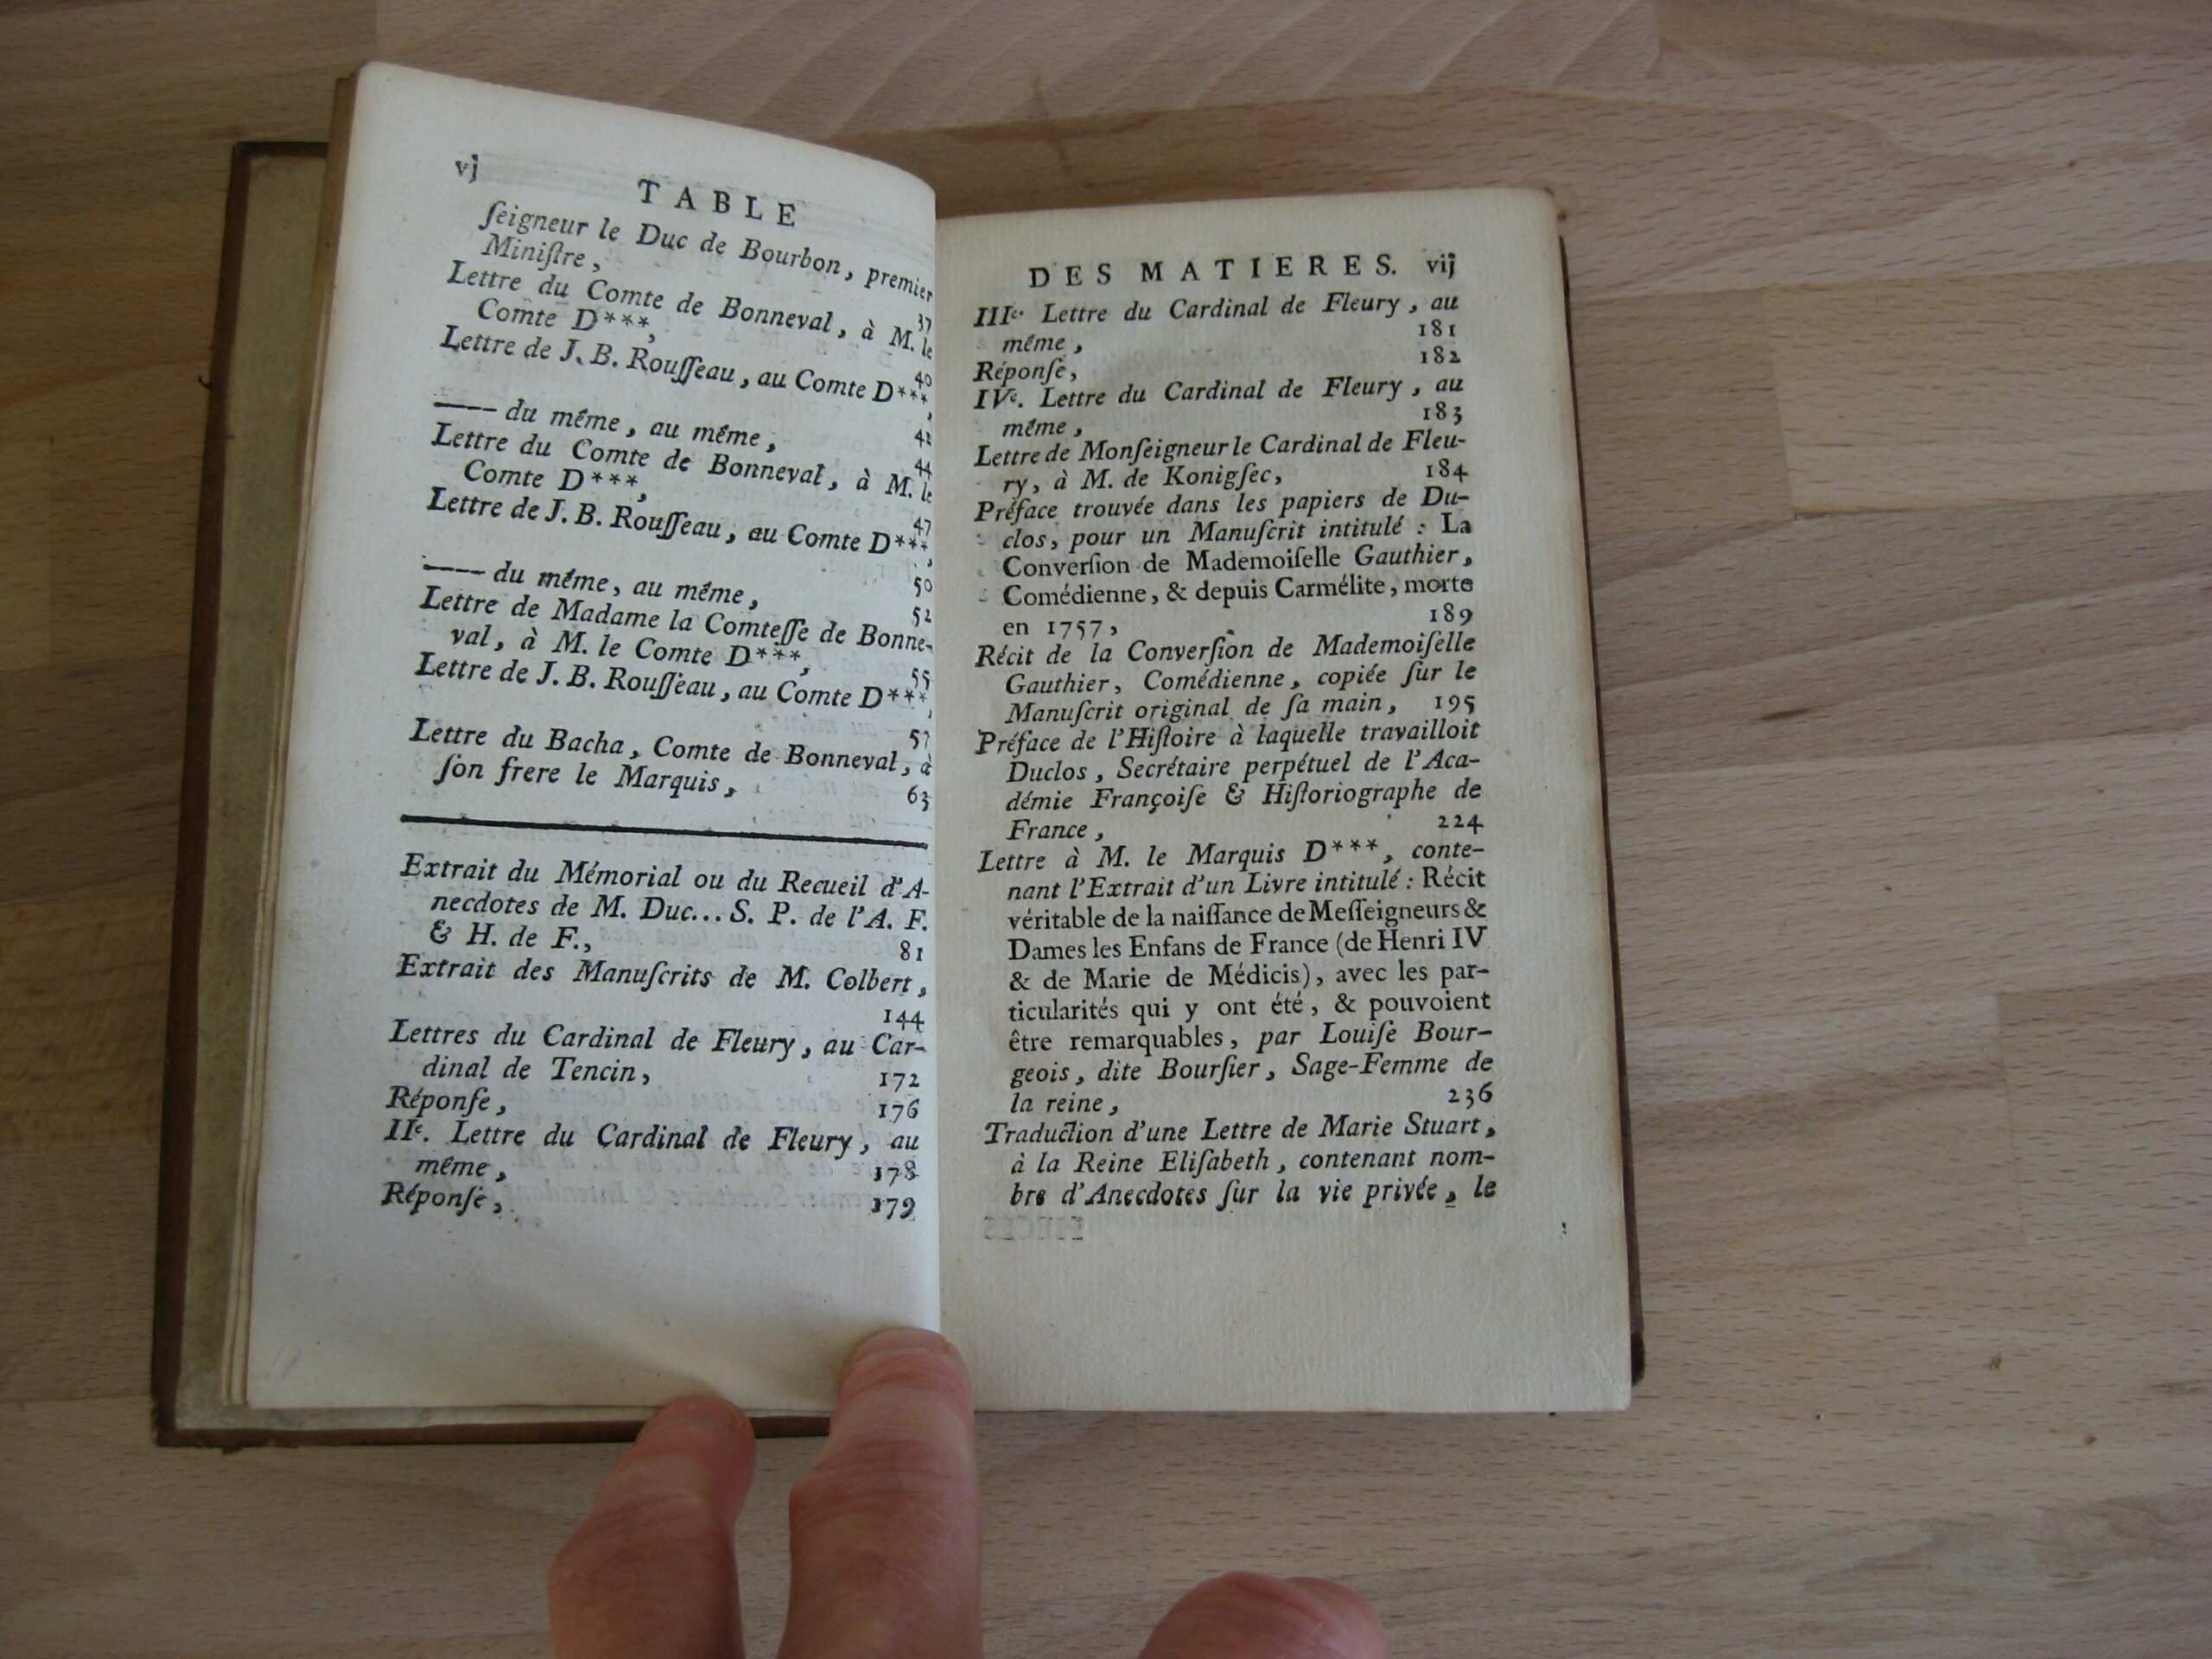 vj
TABLE
ſeigneur le Duc de Bourbon, premier
Miniſtre, 37
Lettre du Comte de Bonneval, à M. le
Comte D***, 40
Lettre de J. B. Rouſſeau, au Comte D***,
42
---- du même, au même, 44
Lettre du Comte de Bonneval, à M. le
Comte D***, 47
Lettre de J. B. Rouſſeau, au Comte D***,
50
---- du même, au même, 52
Lettre de Madame la Comteſſe de Bonne-
val, à M. le Comte D***, 55
Lettre de J. B. Rouſſeau, au Comte D***,
57
Lettre du Bacha, Comte de Bonneval, à
ſon frere le Marquis, 63
Extrait du Mémorial ou du Recueil d'A-
necdotes de M. Duc... S. P. de l'A. F.
& H. de F., 81
Extrait des Manuſcrits de M. Colbert,
144
Lettres du Cardinal de Fleury, au Car-
dinal de Tencin, 172
Réponſe, 176
IIe. Lettre du Cardinal de Fleury, au
même, 178
Réponſe, 179
DES MATIERES. vij
IIIe. Lettre du Cardinal de Fleury, au
même, 181
Réponſe, 182
IVe. Lettre du Cardinal de Fleury, au
même, 183
Lettre de Monſeigneur le Cardinal de Fleu-
ry, à M. de Konigſec, 184
Préface trouvée dans les papiers de Du-
clos, pour un Manuſcrit intitulé : La
Converſion de Mademoiſelle Gauthier,
Comédienne, & depuis Carmélite, morte
en 1757, 189
Récit de la Converſion de Mademoiſelle
Gauthier, Comédienne, copiée ſur le
Manuſcrit original de ſa main, 195
Préface de l'Hiſtoire à laquelle travailloit
Duclos, Secrétaire perpétuel de l'Aca-
démie Françoiſe & Hiſtoriographe de
France, 224
Lettre à M. le Marquis D***, conte-
nant l'Extrait d'un Livre intitulé : Récit
véritable de la naiſſance de Meſſeigneurs &
Dames les Enfans de France (de Henri IV
& de Marie de Médicis), avec les par-
ticularités qui y ont été, & pouvoient
être remarquables, par Louiſe Bour-
geois, dite Bourſier, Sage-Femme de
la reine, 236
Traduction d'une Lettre de Marie Stuart,
à la Reine Eliſabeth, contenant nom-
bre d'Anecdotes ſur la vie privée, le